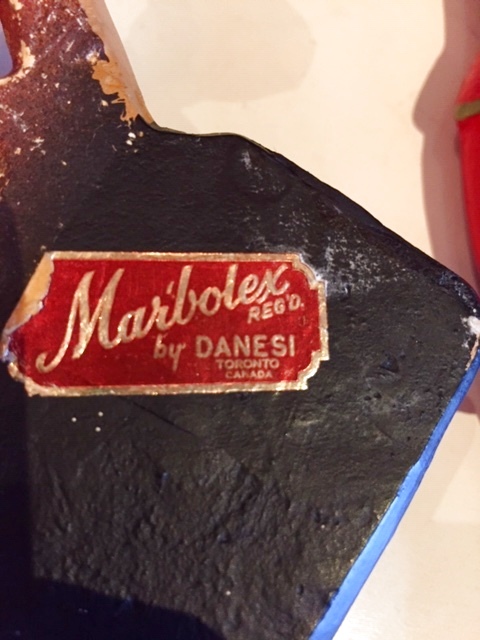 Marbolex
REG'D.
by DANESI
TORONTO
CANADA